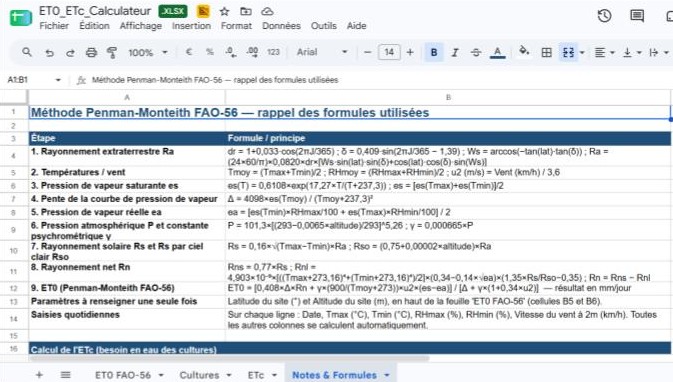 ET0_ETc_Calculateur .XLSX
Fichier Édition Affichage Insertion Format Données Outils Aide
100% € % .0 .00 123 Arial 14 B I S A
A1:B1 fx Méthode Penman-Monteith FAO-56 — rappel des formules utilisées
A B
1 Méthode Penman-Monteith FAO-56 — rappel des formules utilisées
2
3 Étape Formule / principe
4 1. Rayonnement extraterrestre Ra dr = 1+0,033·cos(2πJ/365) ; δ = 0,409·sin(2πJ/365 - 1,39) ; Ws = arccos(−tan(lat)·tan(δ)) ; Ra =
(24×60/π)×0,0820×dr×[Ws·sin(lat)·sin(δ)+cos(lat)·cos(δ)·sin(Ws)]
5 2. Températures / vent Tmoy = (Tmax+Tmin)/2 ; RHmoy = (RHmax+RHmin)/2 ; u2 (m/s) = Vent (km/h) / 3,6
6 3. Pression de vapeur saturante es es(T) = 0,6108×exp(17,27×T/(T+237,3)) ; es = [es(Tmax)+es(Tmin)]/2
7 4. Pente de la courbe de pression de vapeur Δ = 4098×es(Tmoy) / (Tmoy+237,3)²
8 5. Pression de vapeur réelle ea ea = [es(Tmin)×RHmax/100 + es(Tmax)×RHmin/100] / 2
9 6. Pression atmosphérique P et constante
psychrométrique γ P = 101,3×[(293−0,0065×altitude)/293]^5,26 ; γ = 0,000665×P
10 7. Rayonnement solaire Rs et Rs par ciel
clair Rso Rs = 0,16×√(Tmax−Tmin)×Ra ; Rso = (0,75+0,00002×altitude)×Ra
11 8. Rayonnement net Rn Rns = 0,77×Rs ; Rnl =
4,903×10⁻⁹×[((Tmax+273,16)⁴+(Tmin+273,16)⁴)/2]×(0,34−0,14×√ea)×(1,35×Rs/Rso−0,35) ; Rn = Rns − Rnl
12 9. ET0 (Penman-Monteith FAO-56) ET0 = [0,408×Δ×Rn + γ×(900/(Tmoy+273))×u2×(es−ea)] / [Δ + γ×(1+0,34×u2)] — résultat en mm/jour
13 Paramètres à renseigner une seule fois Latitude du site (°) et Altitude du site (m), en haut de la feuille 'ET0 FAO-56' (cellules B5 et B6).
14 Saisies quotidiennes Sur chaque ligne : Date, Tmax (°C), Tmin (°C), RHmax (%), RHmin (%), Vitesse du vent à 2m (km/h). Toutes
les autres colonnes se calculent automatiquement.
15
16 Calcul de l'ETc (besoin en eau des cultures)
ET0 FAO-56 Cultures ETc Notes & Formules